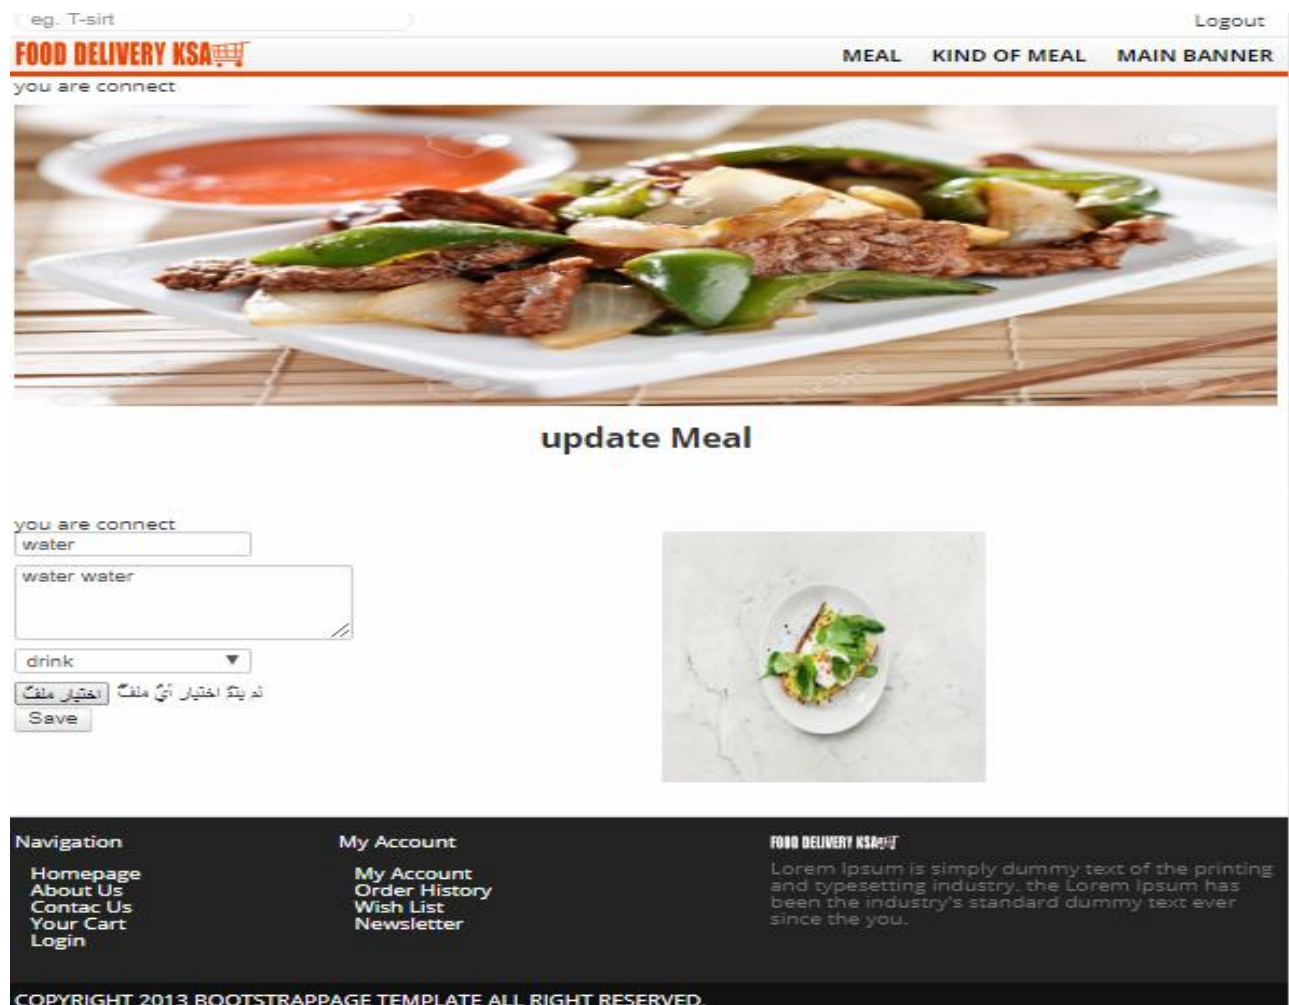 eg. T-sirt
Logout
FOOD DELIVERY KSA
MEAL KIND OF MEAL MAIN BANNER
you are connect
update Meal
you are connect
water
water water
drink
اختيار ملفّ لم يتمّ اختيار أيّ ملفّ
Save
Navigation
Homepage
About Us
Contac Us
Your Cart
Login
My Account
My Account
Order History
Wish List
Newsletter
FOOD DELIVERY KSA
Lorem Ipsum is simply dummy text of the printing
and typesetting industry. the Lorem Ipsum has
been the industry's standard dummy text ever
since the you.
COPYRIGHT 2013 BOOTSTRAPPAGE TEMPLATE ALL RIGHT RESERVED.